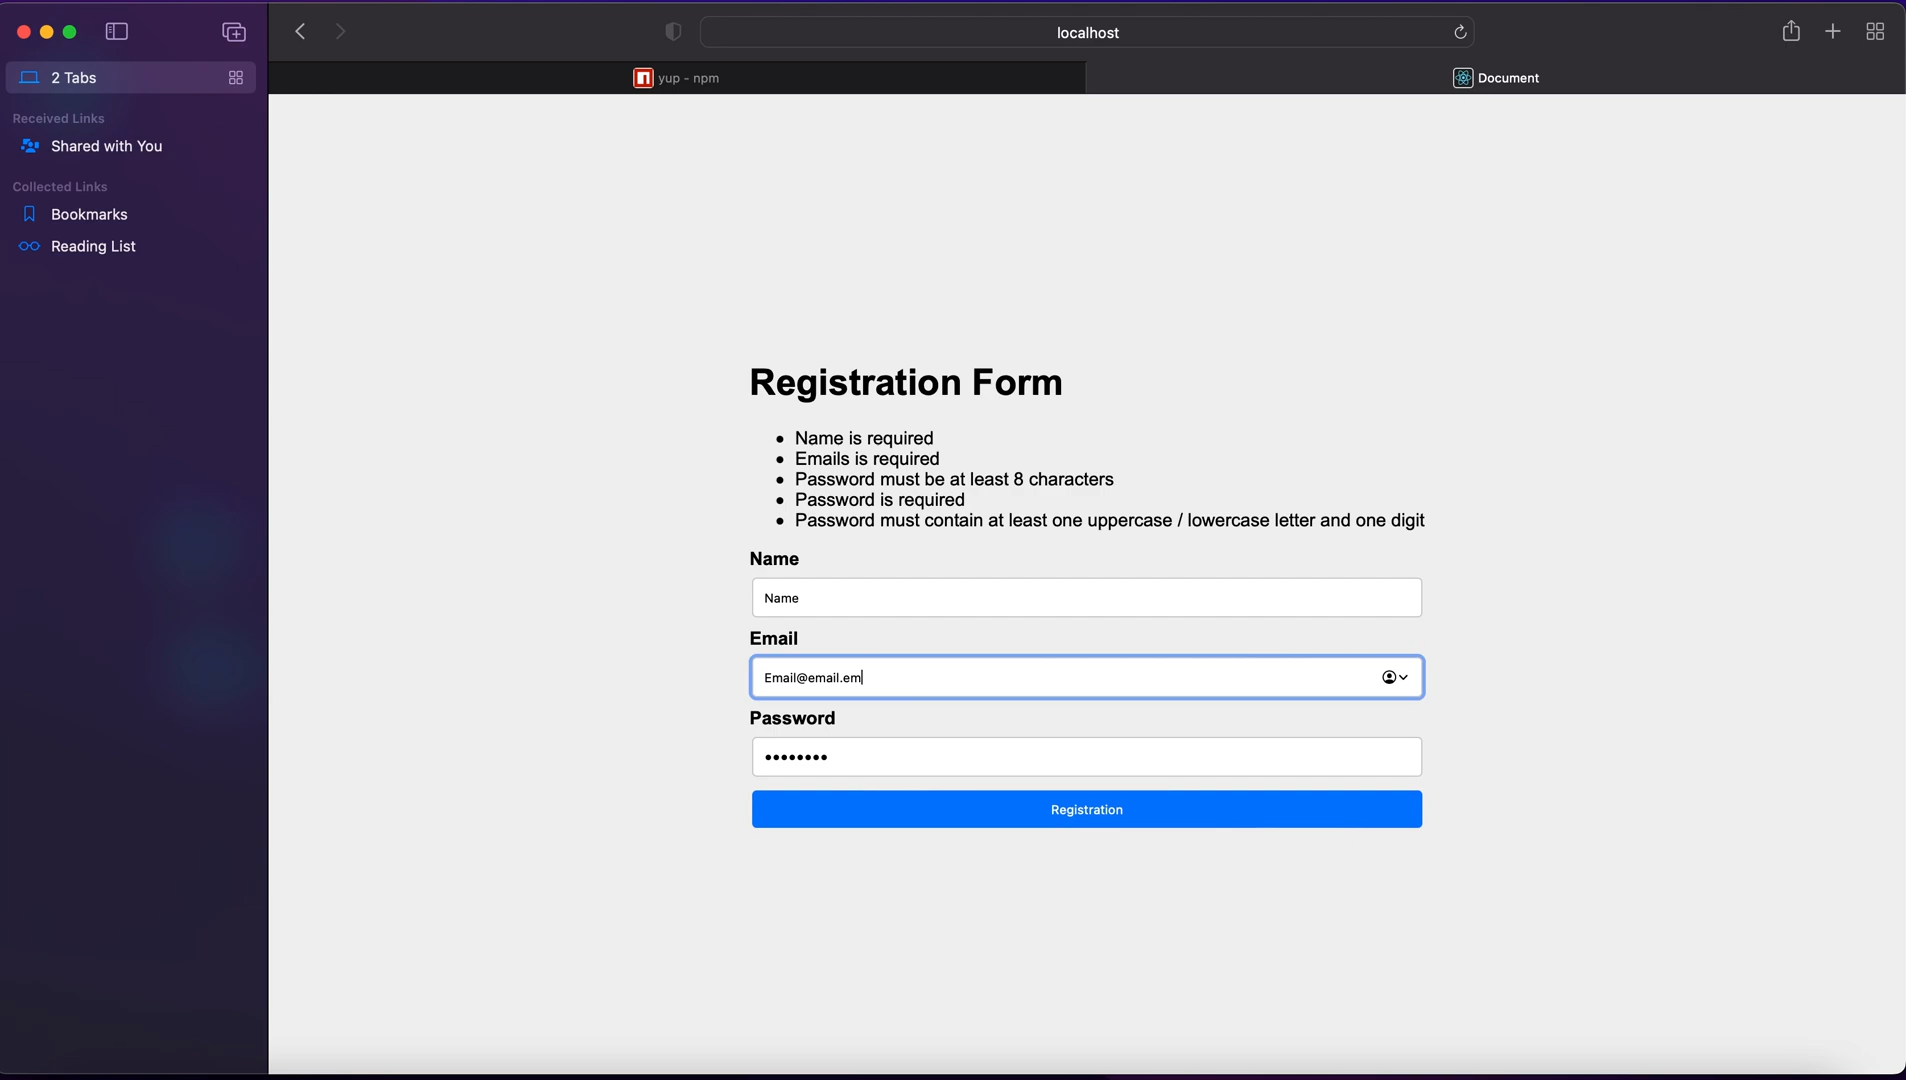 localhost
2 Tabs
yup - npm
Document
Received Links
Shared with You
Collected Links
Bookmarks
Reading List
Registration Form
• Name is required
• Emails is required
• Password must be at least 8 characters
• Password is required
• Password must contain at least one uppercase / lowercase letter and one digit
Name
Name
Email
Email@email.em
Password
••••••••
Registration